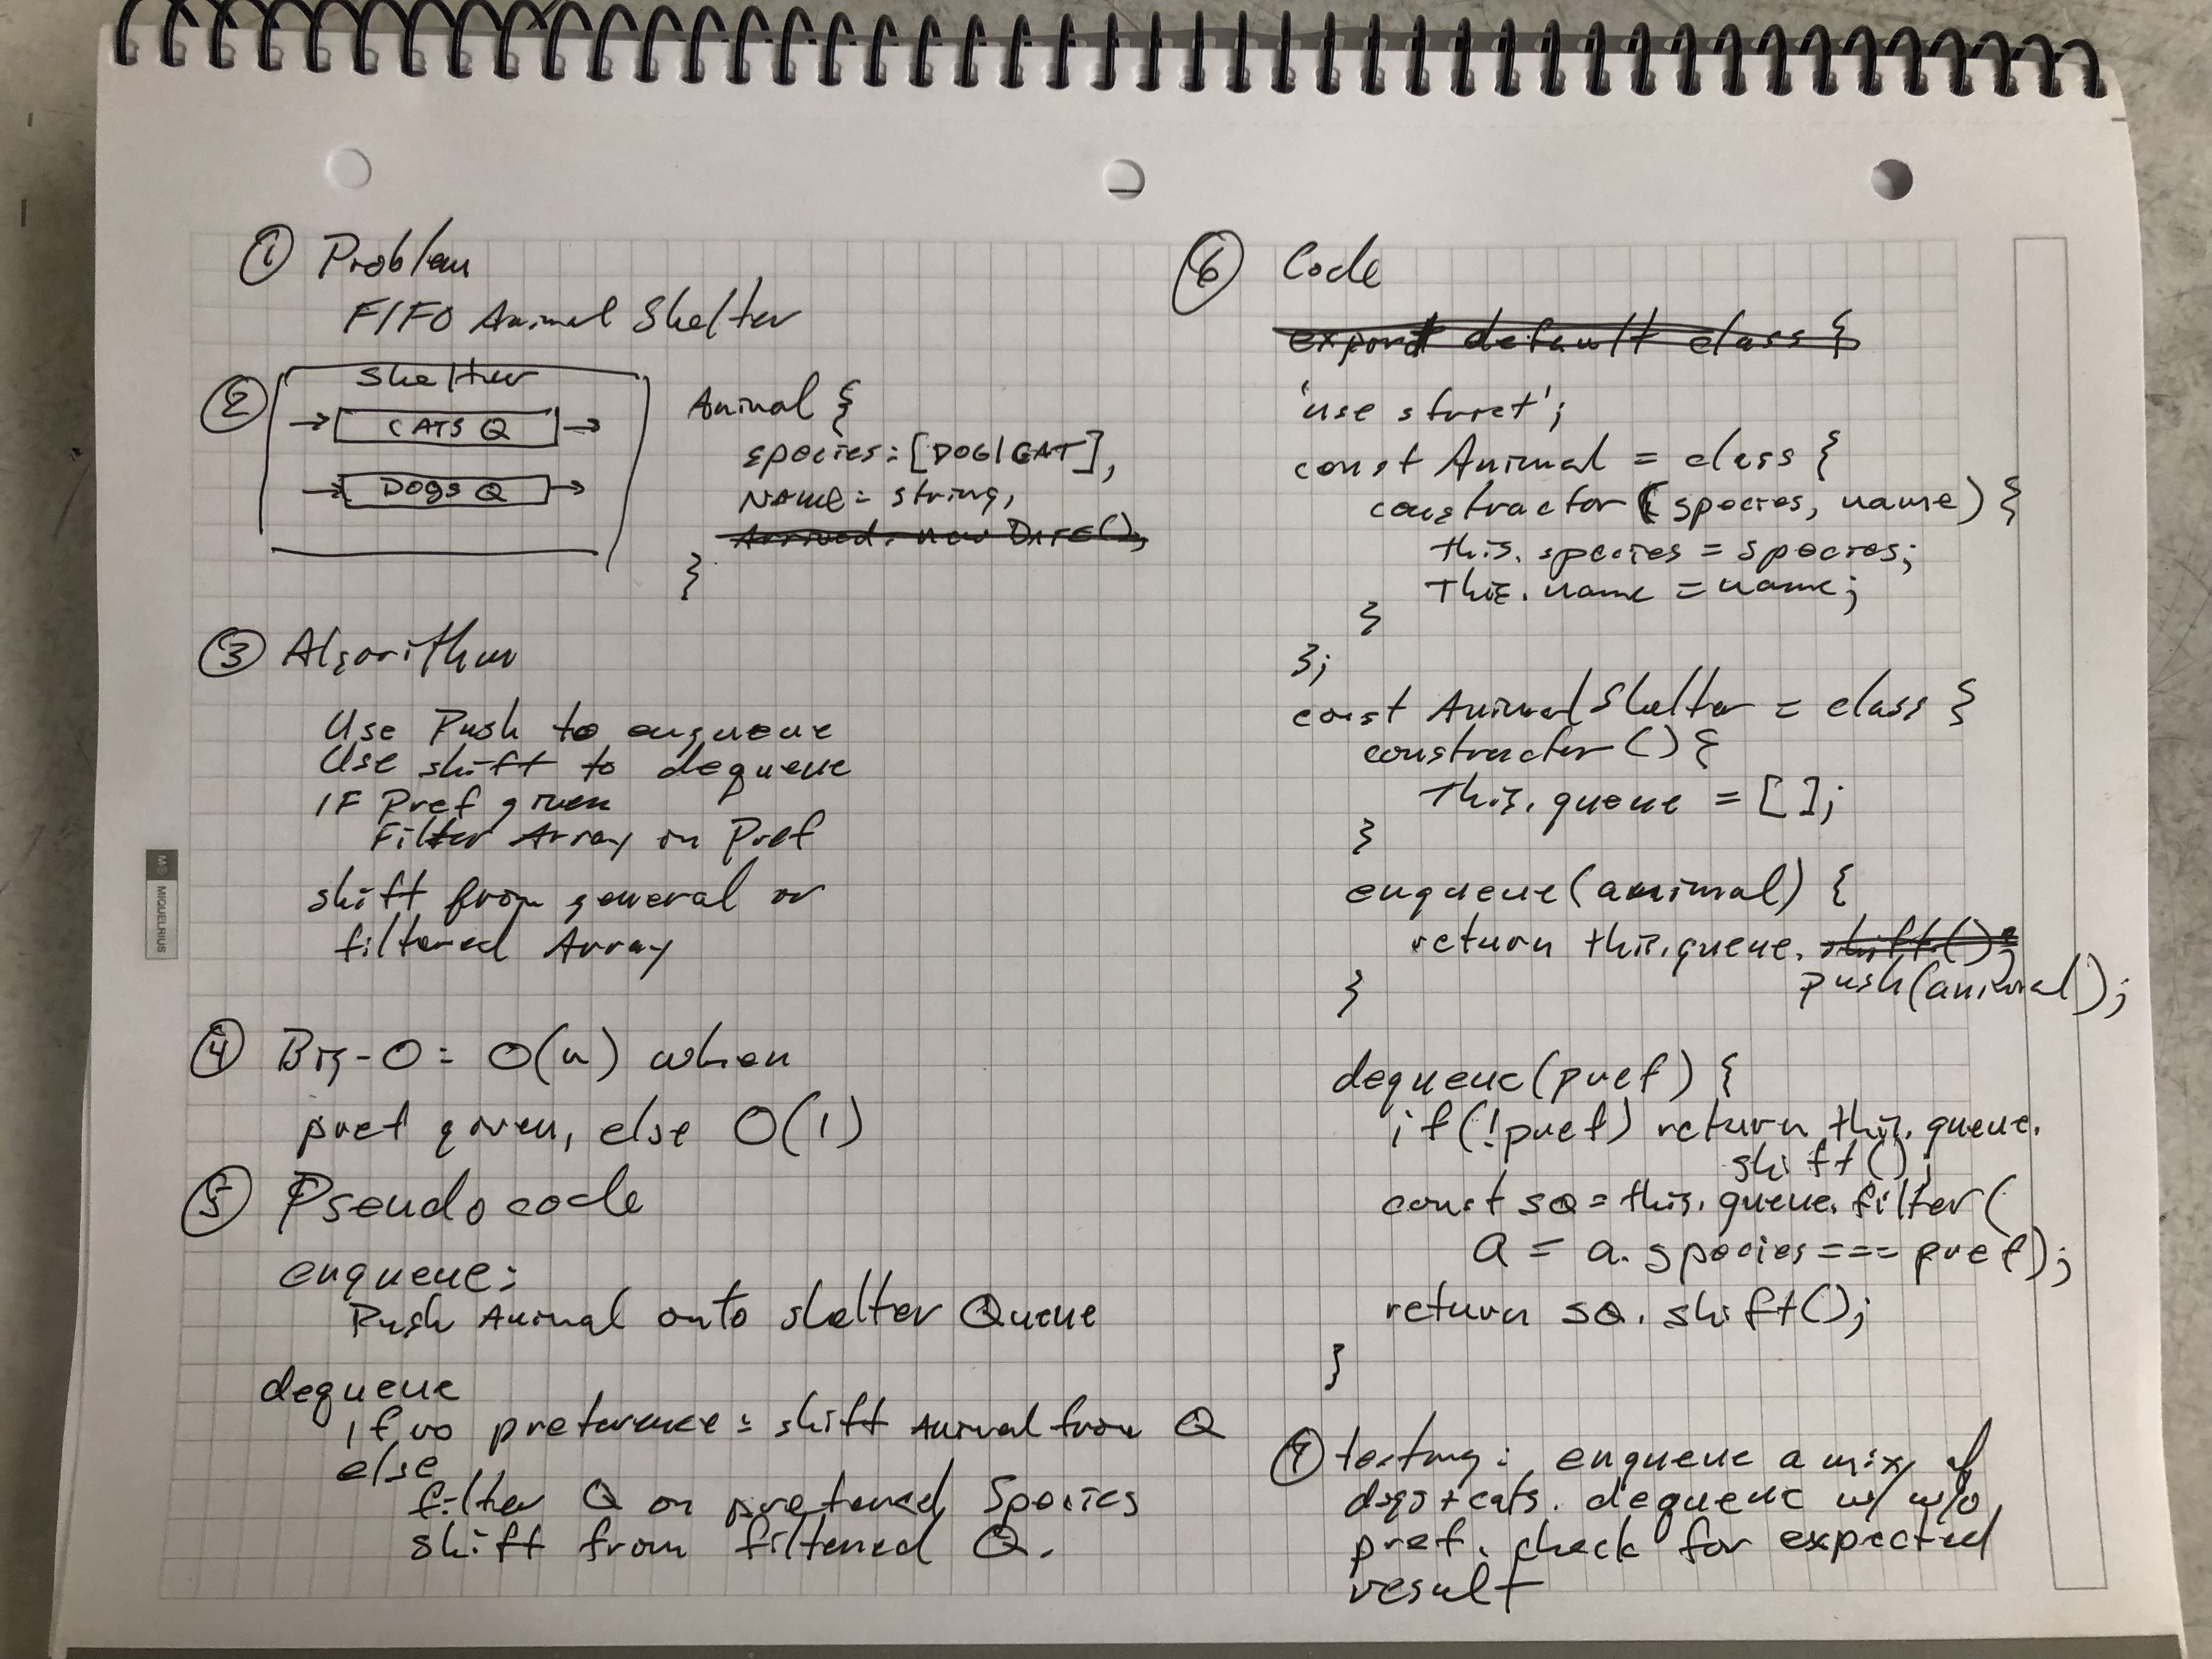 ① Problem
FIFO Animal Shelter
②
Shelter
→ CATS Q →
→ DOGS Q →
Animal {
species: [DOG|CAT],
NAME: string,
Arrived: new DATE(),
}
③ Algorithm
Use Push to enqueue
Use shift to dequeue
IF Pref given
Filter Array on Pref
shift from general or
filtered Array
④ Big-O: O(n) when
pref given, else O(1)
⑤ Pseudocode
enqueue:
Push Animal onto shelter Queue
dequeue
if no preference: shift Animal from Q
else
filter Q on preferred Species
shift from filtered Q.
⑥ Code
export default class {
'use strict';
const Animal = class {
constructor (species, name) {
this.species = species;
this.name = name;
}
};
const AnimalShelter = class {
constructor () {
this.queue = [];
}
enqueue(animal) {
return this.queue. shift();
push(animal);
}
dequeue(pref) {
if(!pref) return this.queue.
shift();
const sQ = this.queue.filter(
a = a.species === pref);
return sQ.shift();
}
⑦ testing: enqueue a mix of
dogs + cats. dequeue w/ w/o
pref. check for expected
result
M
MIQUELRIUS